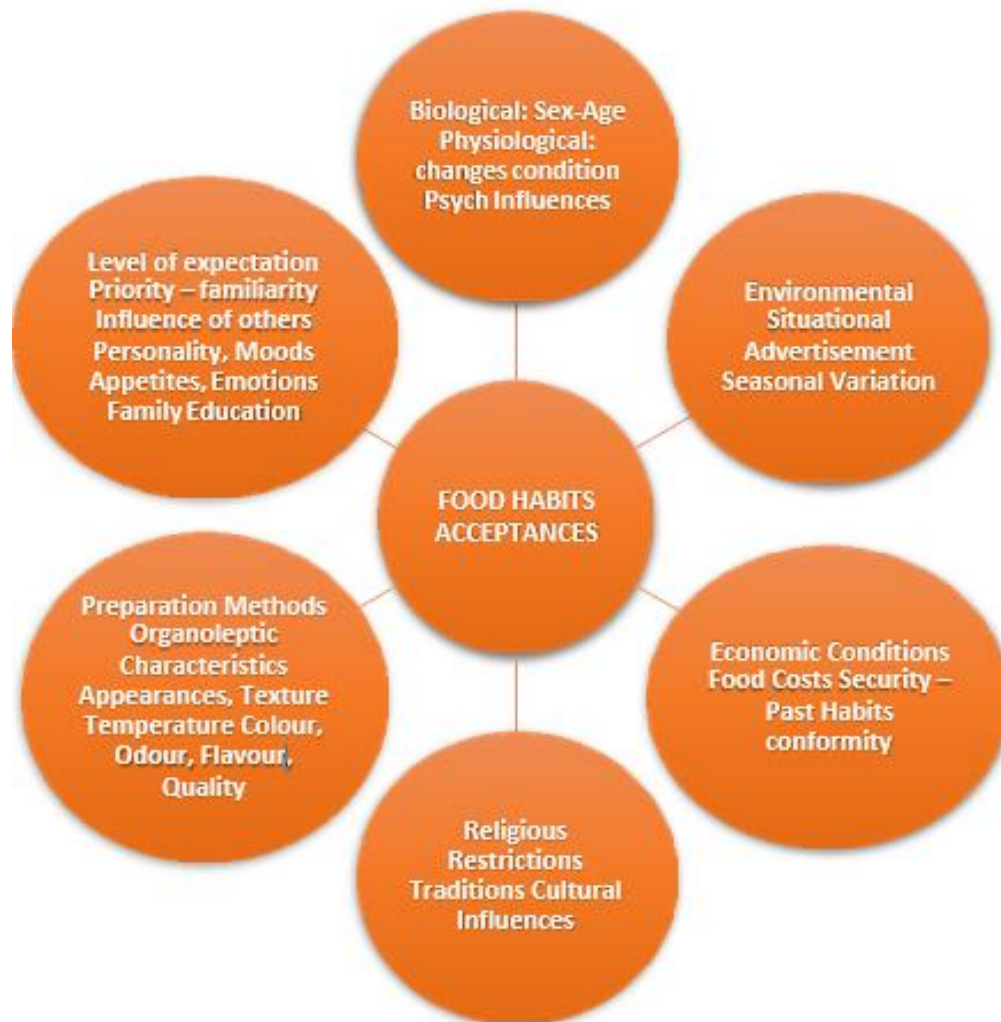 Biological: Sex-Age
Physiological:
changes condition
Psych Influences
Level of expectation
Priority – familiarity
Influence of others
Personality, Moods
Appetites, Emotions
Family Education
Environmental
Situational
Advertisement
Seasonal Variation
FOOD HABITS
ACCEPTANCES
Preparation Methods
Organoleptic
Characteristics
Appearances, Texture
Temperature Colour,
Odour, Flavour,
Quality
Economic Conditions
Food Costs Security –
Past Habits
conformity
Religious
Restrictions
Traditions Cultural
Influences